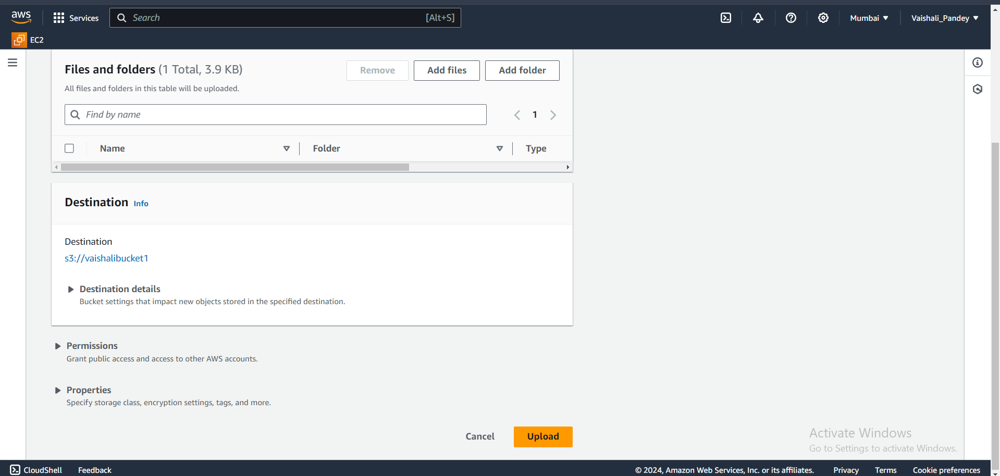 aws
Services
Search
[Alt+S]
Mumbai
Vaishali_Pandey
EC2
Files and folders (1 Total, 3.9 KB)
Remove
Add files
Add folder
All files and folders in this table will be uploaded.
Find by name
1
Name
Folder
Type
Destination Info
Destination
s3://vaishalibucket1
Destination details
Bucket settings that impact new objects stored in the specified destination.
Permissions
Grant public access and access to other AWS accounts.
Properties
Specify storage class, encryption settings, tags, and more.
Cancel
Upload
Activate Windows
Go to Settings to activate Windows.
CloudShell
Feedback
© 2024, Amazon Web Services, Inc. or its affiliates.
Privacy
Terms
Cookie preferences